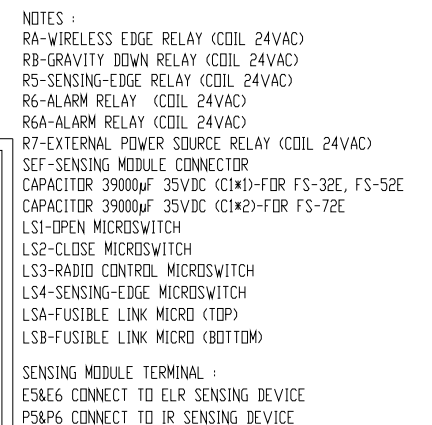 NOTES :
RA-WIRELESS EDGE RELAY (COIL 24VAC)
RB-GRAVITY DOWN RELAY (COIL 24VAC)
R5-SENSING-EDGE RELAY (COIL 24VAC)
R6-ALARM RELAY (COIL 24VAC)
R6A-ALARM RELAY (COIL 24VAC)
R7-EXTERNAL POWER SOURCE RELAY (COIL 24VAC)
SEF-SENSING MODULE CONNECTOR
CAPACITOR 39000µF 35VDC (C1*1)-FOR FS-32E, FS-52E
CAPACITOR 39000µF 35VDC (C1*2)-FOR FS-72E
LS1-OPEN MICROSWITCH
LS2-CLOSE MICROSWITCH
LS3-RADIO CONTROL MICROSWITCH
LS4-SENSING-EDGE MICROSWITCH
LSA-FUSIBLE LINK MICRO (TOP)
LSB-FUSIBLE LINK MICRO (BOTTOM)
SENSING MODULE TERMINAL :
E5&E6 CONNECT TO ELR SENSING DEVICE
P5&P6 CONNECT TO IR SENSING DEVICE